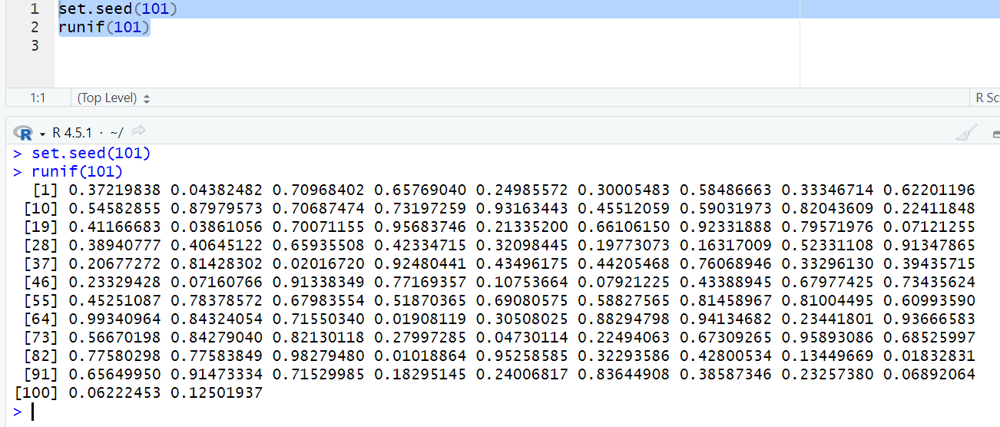 1 set.seed(101)
2 runif(101)
3
1:1 (Top Level) R Sc
R R 4.5.1 · ~/
> set.seed(101)
> runif(101)
[1] 0.37219838 0.04382482 0.70968402 0.65769040 0.24985572 0.30005483 0.58486663 0.33346714 0.62201196
[10] 0.54582855 0.87979573 0.70687474 0.73197259 0.93163443 0.45512059 0.59031973 0.82043609 0.22411848
[19] 0.41166683 0.03861056 0.70071155 0.95683746 0.21335200 0.66106150 0.92331888 0.79571976 0.07121255
[28] 0.38940777 0.40645122 0.65935508 0.42334715 0.32098445 0.19773073 0.16317009 0.52331108 0.91347865
[37] 0.20677272 0.81428302 0.02016720 0.92480441 0.43496175 0.44205468 0.76068946 0.33296130 0.39435715
[46] 0.23329428 0.07160766 0.91338349 0.77169357 0.10753664 0.07921225 0.43388945 0.67977425 0.73435624
[55] 0.45251087 0.78378572 0.67983554 0.51870365 0.69080575 0.58827565 0.81458967 0.81004495 0.60993590
[64] 0.99340964 0.84324054 0.71550340 0.01908119 0.30508025 0.88294798 0.94134682 0.23441801 0.93666583
[73] 0.56670198 0.84279040 0.82130118 0.27997285 0.04730114 0.22494063 0.67309265 0.95893086 0.68525997
[82] 0.77580298 0.77583849 0.98279480 0.01018864 0.95258585 0.32293586 0.42800534 0.13449669 0.01832831
[91] 0.65649950 0.91473334 0.71529985 0.18295145 0.24006817 0.83644908 0.38587346 0.23257380 0.06892064
[100] 0.06222453 0.12501937
>